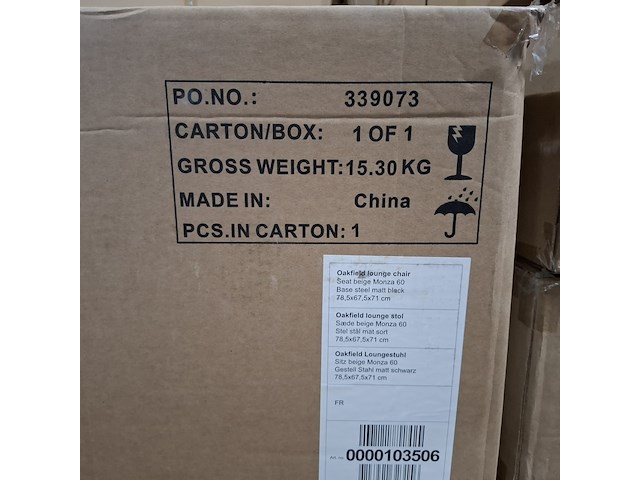 PO.NO.: 339073
CARTON/BOX: 1 OF 1
GROSS WEIGHT: 15.30 KG
MADE IN: China
PCS.IN CARTON: 1
Oakfield lounge chair
Seat beige Monza 60
Base steel matt black
78,5x67,5x71 cm
Oakfield lounge stol
Sæde beige Monza 60
Stel stål mat sort
78,5x67,5x71 cm
Oakfield Loungestuhl
Sitz beige Monza 60
Gestell Stahl matt schwarz
78,5x67,5x71 cm
FR
Art. no. 0000103506